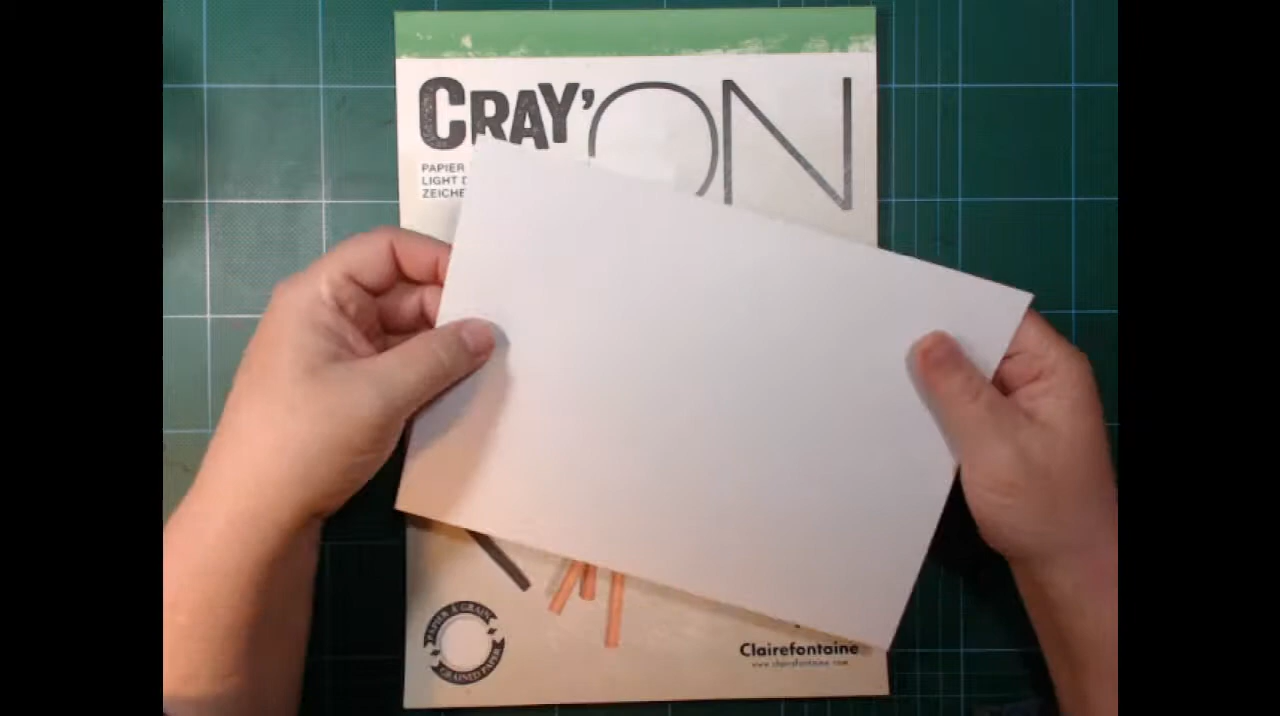 CRAY'ON
PAPIER
LIGHT D
ZEICHE
PAPIER À GRAIN
GRAINED PAPER
Clairefontaine
www.clairefontaine.com